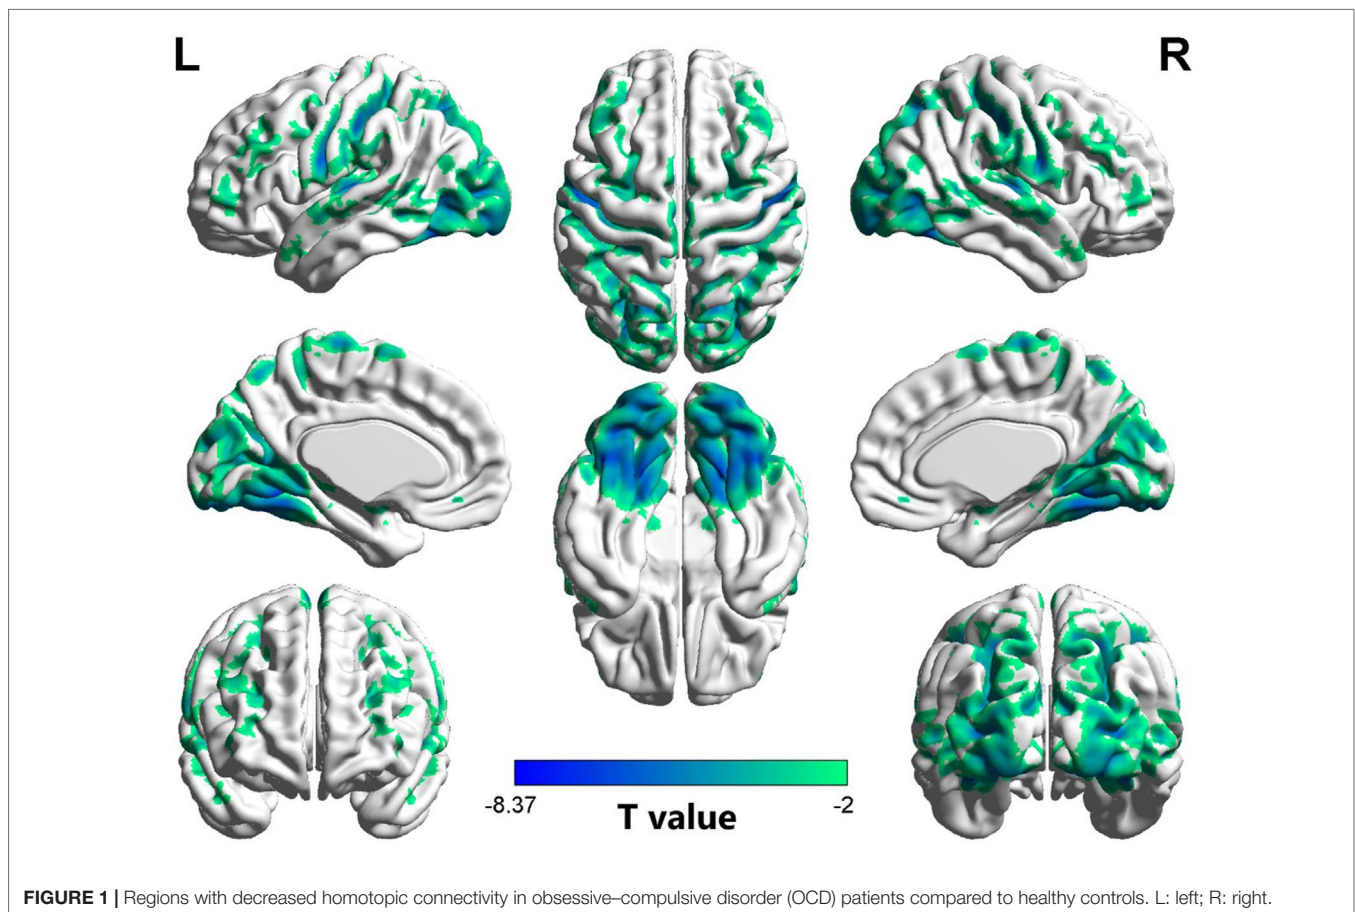 L
R
-8.37
-2
T value
FIGURE 1 | Regions with decreased homotopic connectivity in obsessive–compulsive disorder (OCD) patients compared to healthy controls. L: left; R: right.